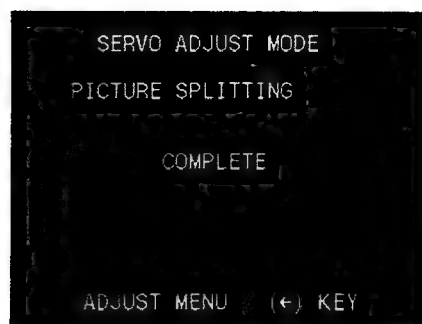 SERVO ADJUST MODE
PICTURE SPLITTING
COMPLETE
ADJUST MENU (←) KEY